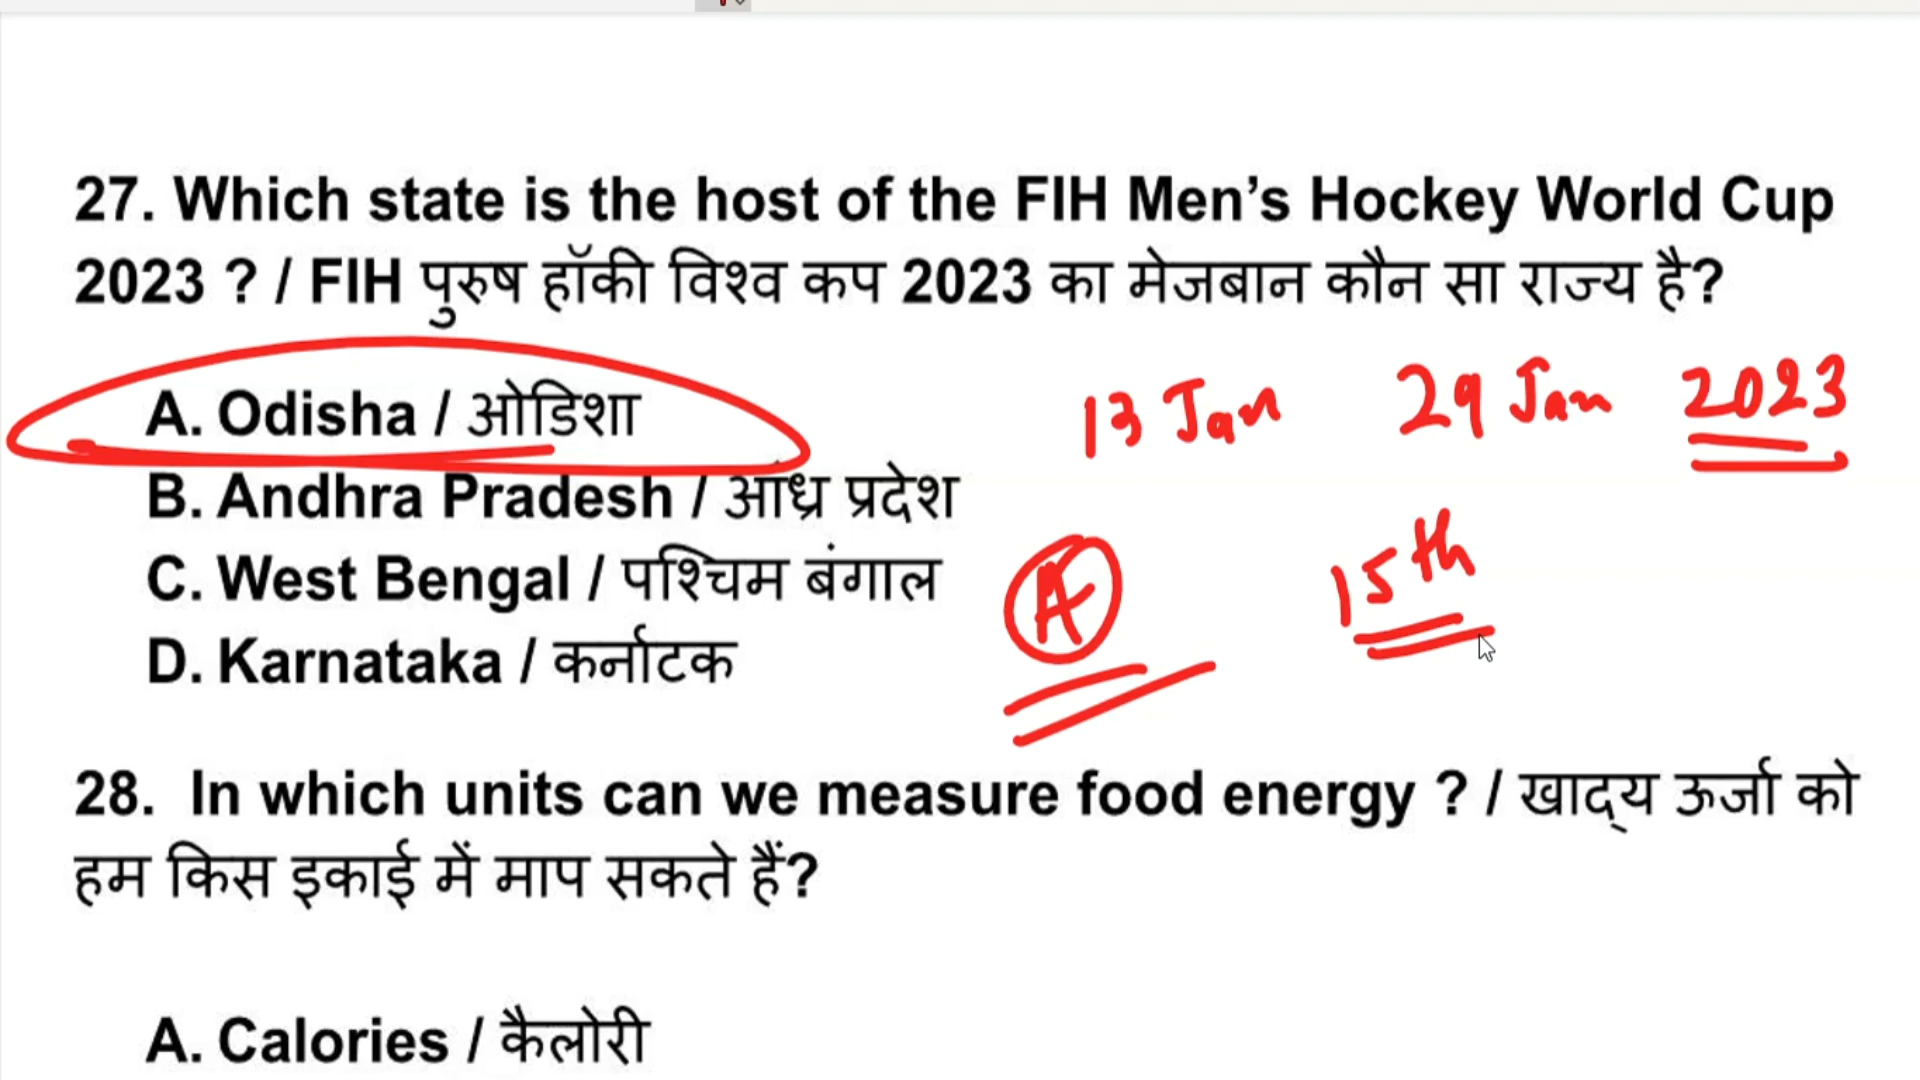 27. Which state is the host of the FIH Men’s Hockey World Cup
2023 ? / FIH पुरुष हॉकी विश्व कप 2023 का मेजबान कौन सा राज्य है?
A. Odisha / ओडिशा
13 Jan 29 Jan 2023
B. Andhra Pradesh / आंध्र प्रदेश
C. West Bengal / पश्चिम बंगाल
A 15th
D. Karnataka / कर्नाटक
28. In which units can we measure food energy ? / खाद्य ऊर्जा को
हम किस इकाई में माप सकते हैं?
A. Calories / कैलोरी